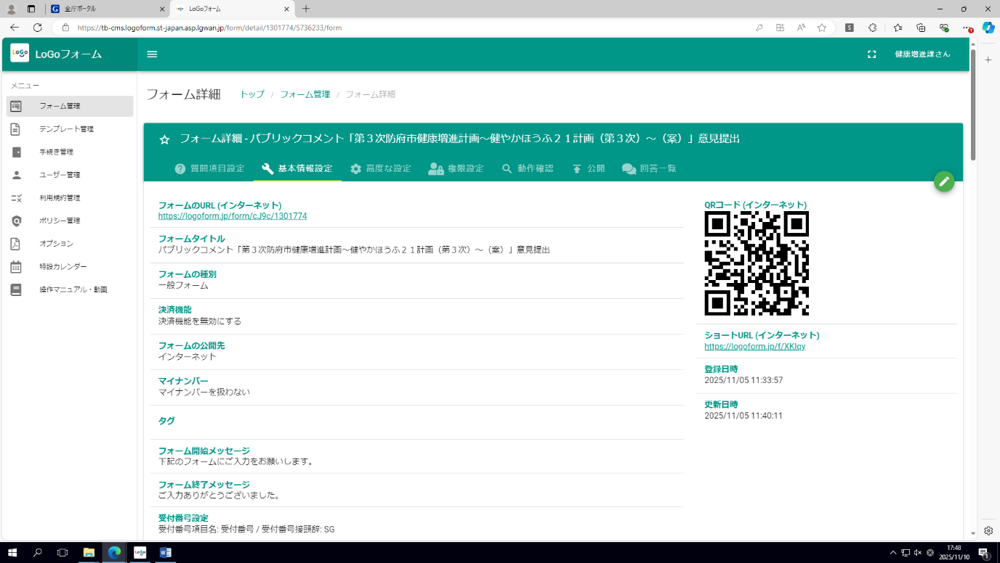 全庁ポータル
LoGoフォーム
https://tb-cms.logoform.st-japan.asp.lgwan.jp/form/detail/1301774/5736233/form
LoGo
LoGoフォーム
健康増進課さん
メニュー
フォーム管理
テンプレート管理
手続き管理
ユーザー管理
利用規約管理
ポリシー管理
オプション
特設カレンダー
操作マニュアル・動画
フォーム詳細
トップ / フォーム管理 / フォーム詳細
フォーム詳細 - パブリックコメント「第３次防府市健康増進計画～健やかほうふ２１計画（第３次）～（案）」意見提出
質問項目設定
基本情報設定
高度な設定
権限設定
動作確認
公開
回答一覧
フォームのURL (インターネット)
https://logoform.jp/form/cJ9c/1301774
フォームタイトル
パブリックコメント「第３次防府市健康増進計画～健やかほうふ２１計画（第３次）～（案）」意見提出
フォームの種別
一般フォーム
決済機能
決済機能を無効にする
フォームの公開先
インターネット
マイナンバー
マイナンバーを扱わない
タグ
フォーム開始メッセージ
下記のフォームにご入力をお願いします。
フォーム終了メッセージ
ご入力ありがとうございました。
受付番号設定
受付番号項目名: 受付番号 / 受付番号接頭辞: SG
QRコード (インターネット)
ショートURL (インターネット)
https://logoform.jp/f/XKIqy
登録日時
2025/11/05 11:33:57
更新日時
2025/11/05 11:40:11
17:48
2025/11/10